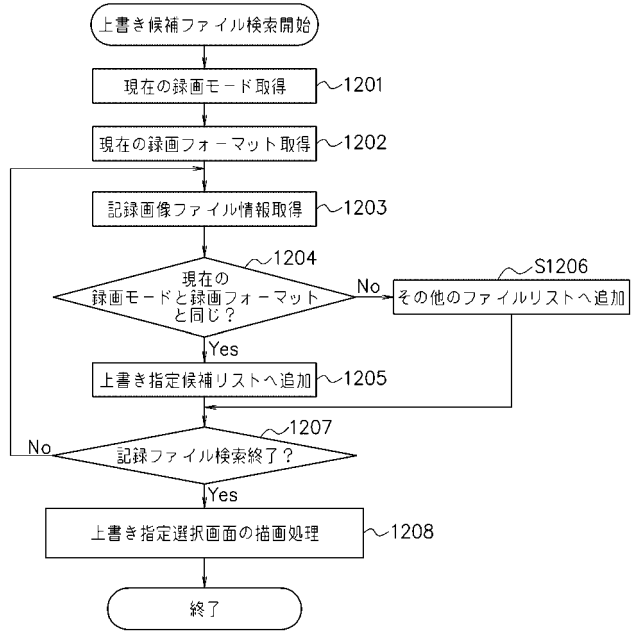 上書き候補ファイル検索開始
現在の録画モード取得
1201
現在の録画フォーマット取得
1202
記録画像ファイル情報取得
1203
1204
現在の
録画モードと録画フォーマット
と同じ？
No
S1206
その他のファイルリストへ追加
Yes
上書き指定候補リストへ追加
1205
1207
記録ファイル検索終了？
No
Yes
上書き指定選択画面の描画処理
1208
終了